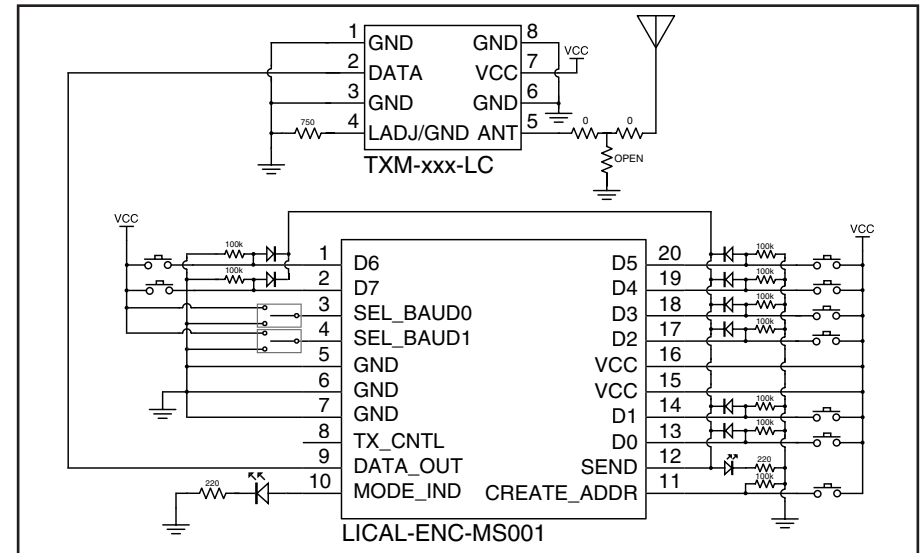 1 GND GND 8
VCC
2 DATA VCC 7
3 GND GND 6
750 4 LADJ/GND ANT 5 0 0
OPEN
TXM-xxx-LC
VCC VCC
100k 1 D6 D5 20 100k
100k 2 D7 D4 19 100k
3 SEL_BAUD0 D3 18 100k
4 SEL_BAUD1 D2 17 100k
5 GND VCC 16
6 GND VCC 15
7 GND D1 14 100k
8 TX_CNTL D0 13 100k
9 DATA_OUT SEND 12 220
220 10 MODE_IND CREATE_ADDR 11 100k
LICAL-ENC-MS001